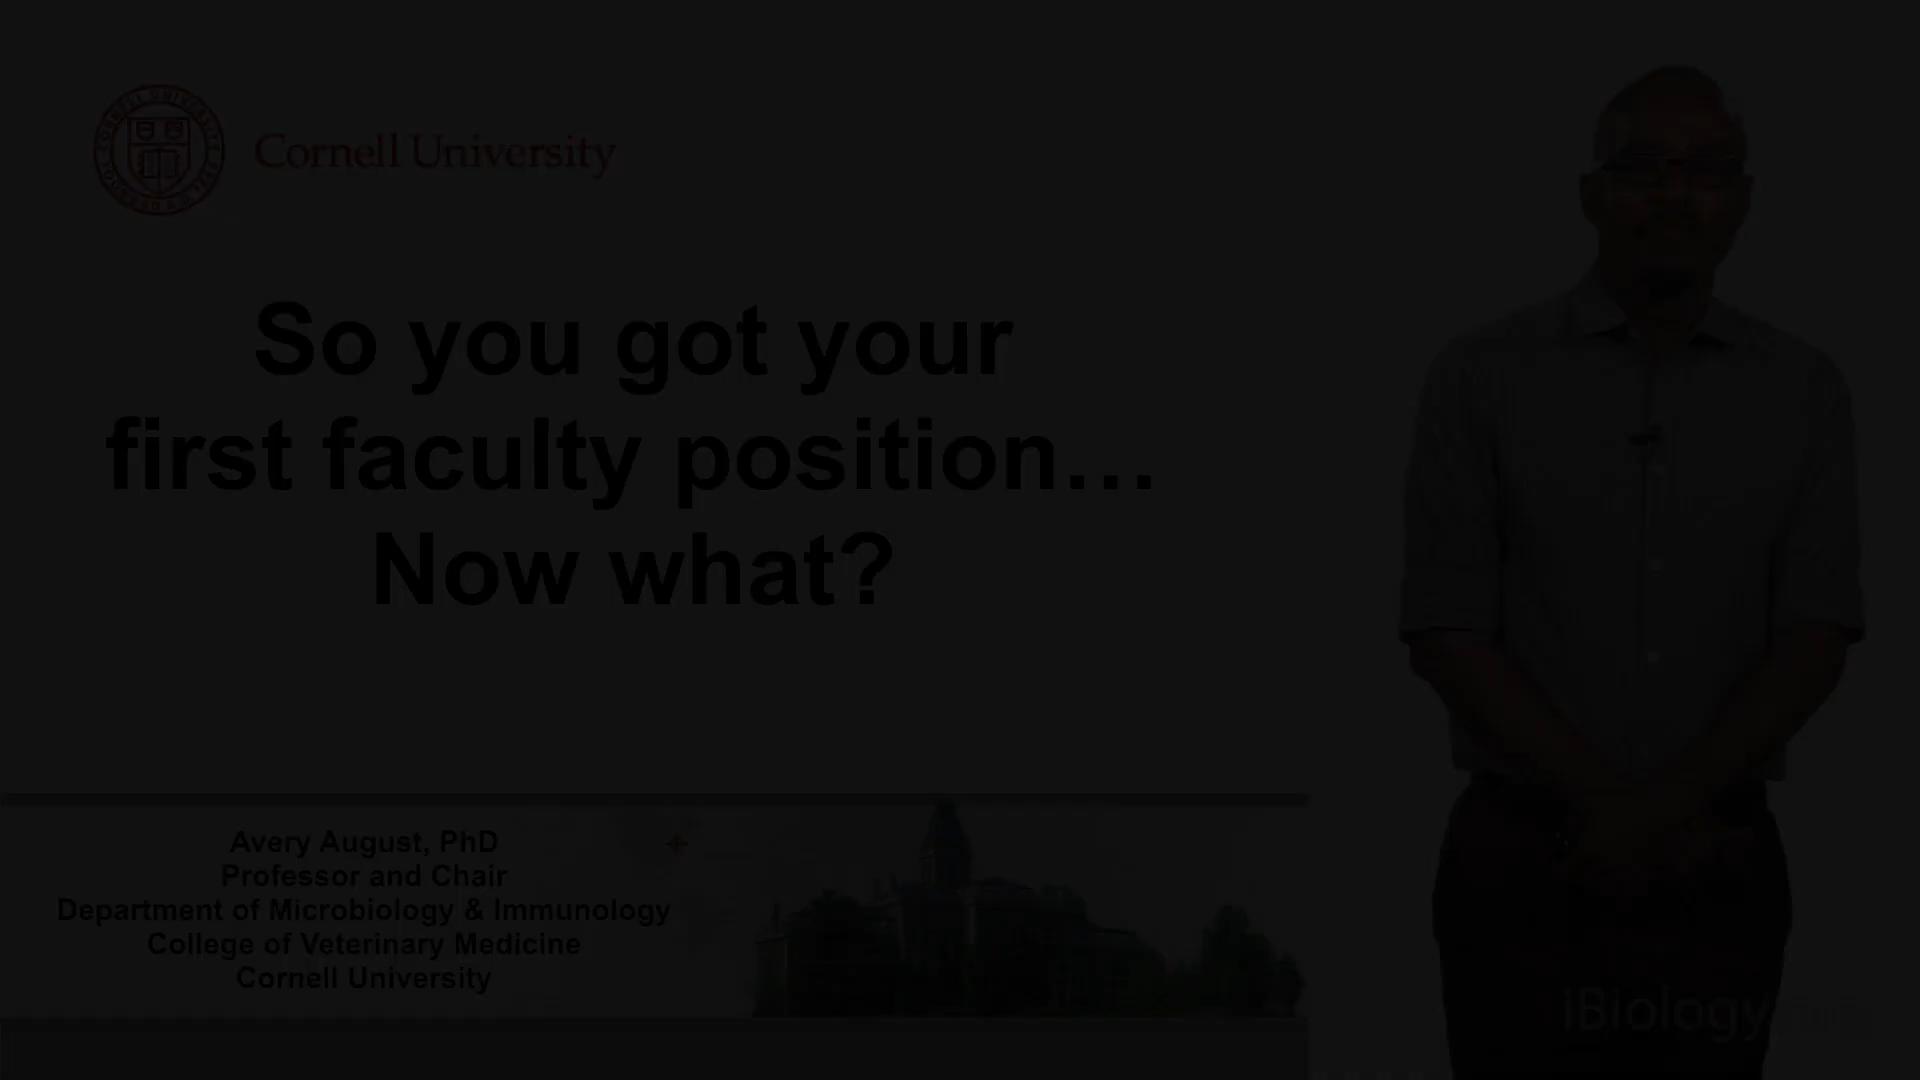 Cornell University
So you got your
first faculty position...
Now what?
Avery August, PhD
Professor and Chair
Department of Microbiology & Immunology
College of Veterinary Medicine
Cornell University
iBiology